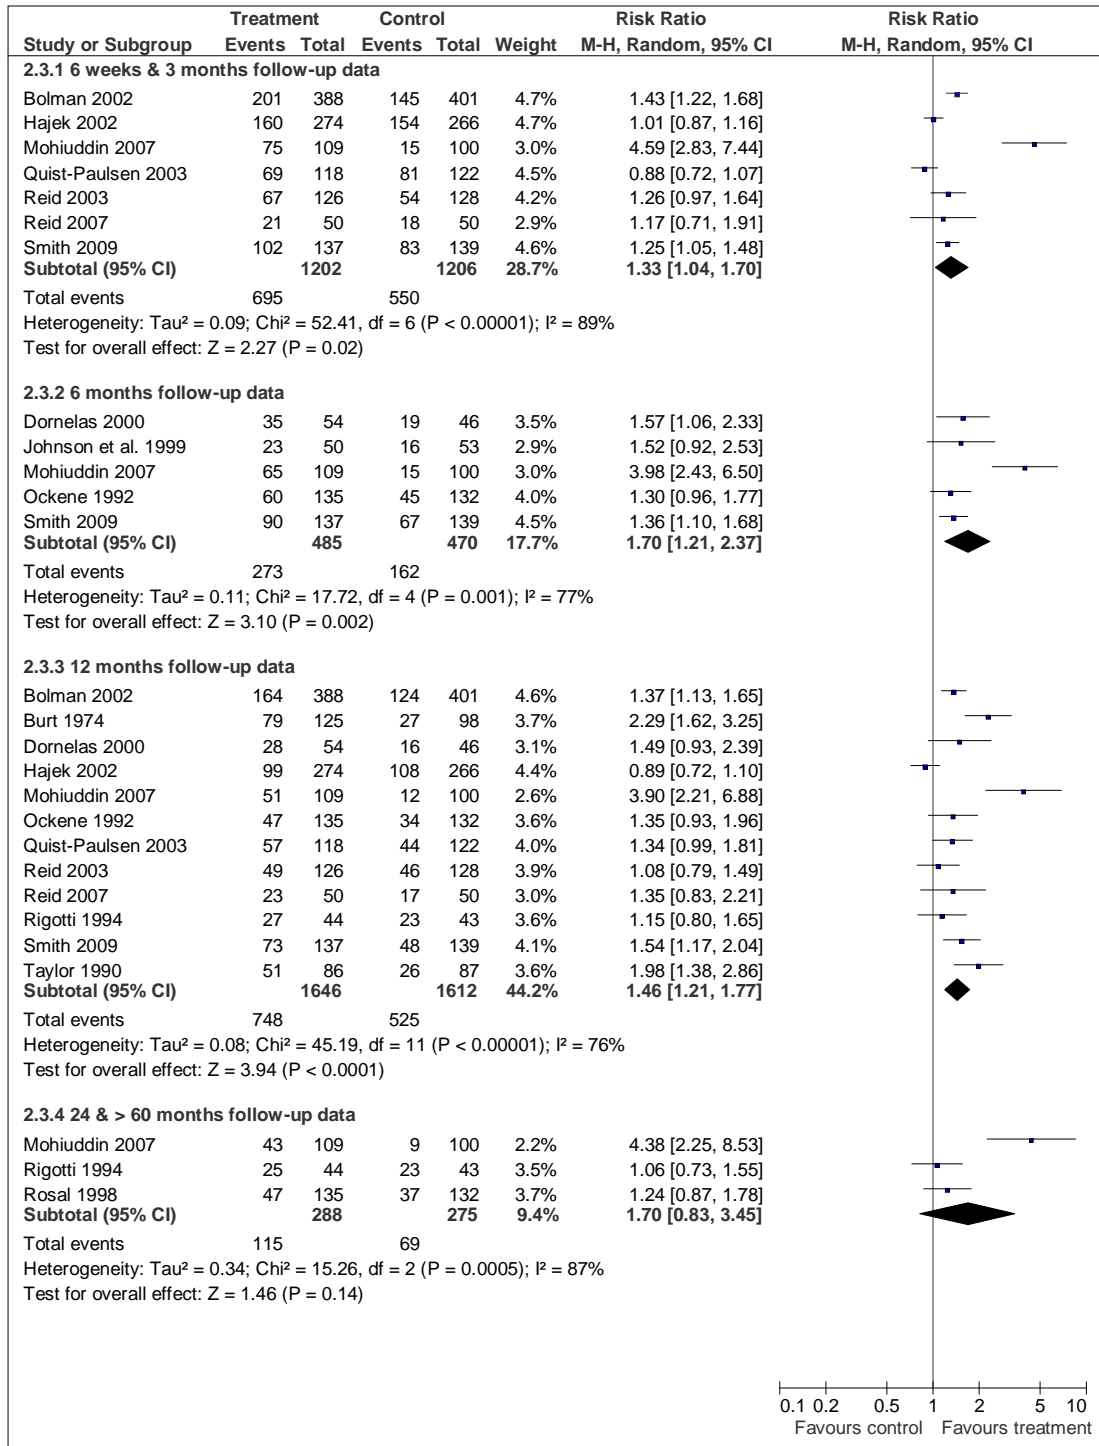 Treatment Control Risk Ratio Risk Ratio
Study or Subgroup Events Total Events Total Weight M-H, Random, 95% CI M-H, Random, 95% CI
2.3.1 6 weeks & 3 months follow-up data
Bolman 2002 201 388 145 401 4.7% 1.43 [1.22, 1.68]
Hajek 2002 160 274 154 266 4.7% 1.01 [0.87, 1.16]
Mohiuddin 2007 75 109 15 100 3.0% 4.59 [2.83, 7.44]
Quist-Paulsen 2003 69 118 81 122 4.5% 0.88 [0.72, 1.07]
Reid 2003 67 126 54 128 4.2% 1.26 [0.97, 1.64]
Reid 2007 21 50 18 50 2.9% 1.17 [0.71, 1.91]
Smith 2009 102 137 83 139 4.6% 1.25 [1.05, 1.48]
Subtotal (95% CI) 1202 1206 28.7% 1.33 [1.04, 1.70]
Total events 695 550
Heterogeneity: Tau² = 0.09; Chi² = 52.41, df = 6 (P < 0.00001); I² = 89%
Test for overall effect: Z = 2.27 (P = 0.02)
2.3.2 6 months follow-up data
Dornelas 2000 35 54 19 46 3.5% 1.57 [1.06, 2.33]
Johnson et al. 1999 23 50 16 53 2.9% 1.52 [0.92, 2.53]
Mohiuddin 2007 65 109 15 100 3.0% 3.98 [2.43, 6.50]
Ockene 1992 60 135 45 132 4.0% 1.30 [0.96, 1.77]
Smith 2009 90 137 67 139 4.5% 1.36 [1.10, 1.68]
Subtotal (95% CI) 485 470 17.7% 1.70 [1.21, 2.37]
Total events 273 162
Heterogeneity: Tau² = 0.11; Chi² = 17.72, df = 4 (P = 0.001); I² = 77%
Test for overall effect: Z = 3.10 (P = 0.002)
2.3.3 12 months follow-up data
Bolman 2002 164 388 124 401 4.6% 1.37 [1.13, 1.65]
Burt 1974 79 125 27 98 3.7% 2.29 [1.62, 3.25]
Dornelas 2000 28 54 16 46 3.1% 1.49 [0.93, 2.39]
Hajek 2002 99 274 108 266 4.4% 0.89 [0.72, 1.10]
Mohiuddin 2007 51 109 12 100 2.6% 3.90 [2.21, 6.88]
Ockene 1992 47 135 34 132 3.6% 1.35 [0.93, 1.96]
Quist-Paulsen 2003 57 118 44 122 4.0% 1.34 [0.99, 1.81]
Reid 2003 49 126 46 128 3.9% 1.08 [0.79, 1.49]
Reid 2007 23 50 17 50 3.0% 1.35 [0.83, 2.21]
Rigotti 1994 27 44 23 43 3.6% 1.15 [0.80, 1.65]
Smith 2009 73 137 48 139 4.1% 1.54 [1.17, 2.04]
Taylor 1990 51 86 26 87 3.6% 1.98 [1.38, 2.86]
Subtotal (95% CI) 1646 1612 44.2% 1.46 [1.21, 1.77]
Total events 748 525
Heterogeneity: Tau² = 0.08; Chi² = 45.19, df = 11 (P < 0.00001); I² = 76%
Test for overall effect: Z = 3.94 (P < 0.0001)
2.3.4 24 & > 60 months follow-up data
Mohiuddin 2007 43 109 9 100 2.2% 4.38 [2.25, 8.53]
Rigotti 1994 25 44 23 43 3.5% 1.06 [0.73, 1.55]
Rosal 1998 47 135 37 132 3.7% 1.24 [0.87, 1.78]
Subtotal (95% CI) 288 275 9.4% 1.70 [0.83, 3.45]
Total events 115 69
Heterogeneity: Tau² = 0.34; Chi² = 15.26, df = 2 (P = 0.0005); I² = 87%
Test for overall effect: Z = 1.46 (P = 0.14)
0.1 0.2 0.5 1 2 5 10
Favours control Favours treatment